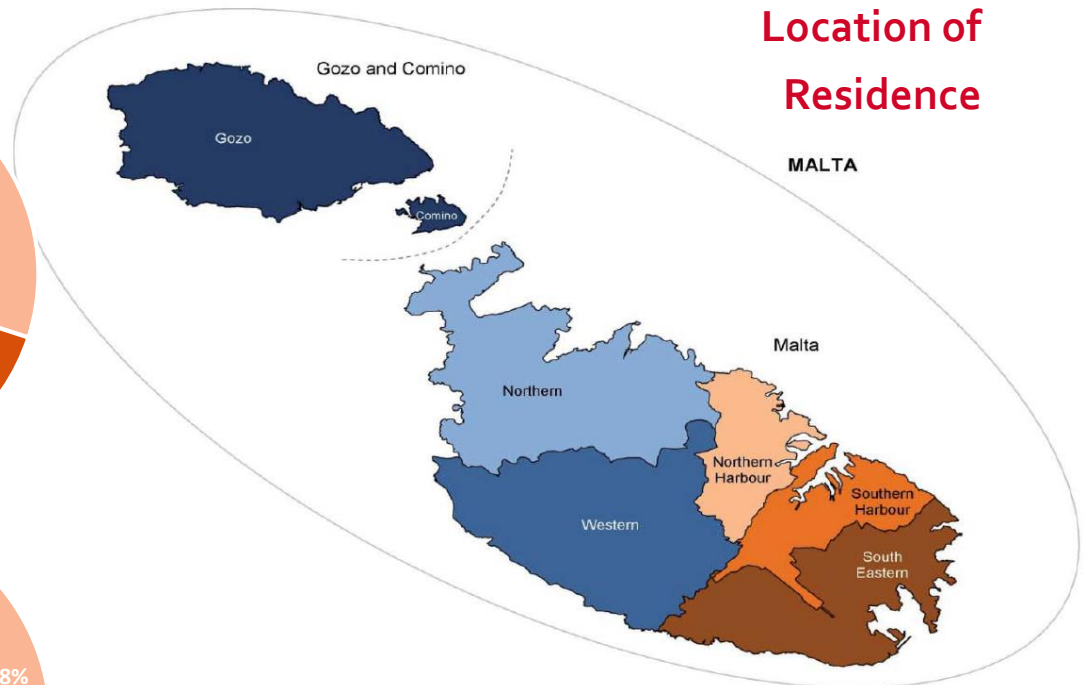 Location of
Residence
Gozo and Comino
MALTA
Gozo
Comino
Malta
Northern
Northern
Harbour
Southern
Harbour
Western
South
Eastern
8%